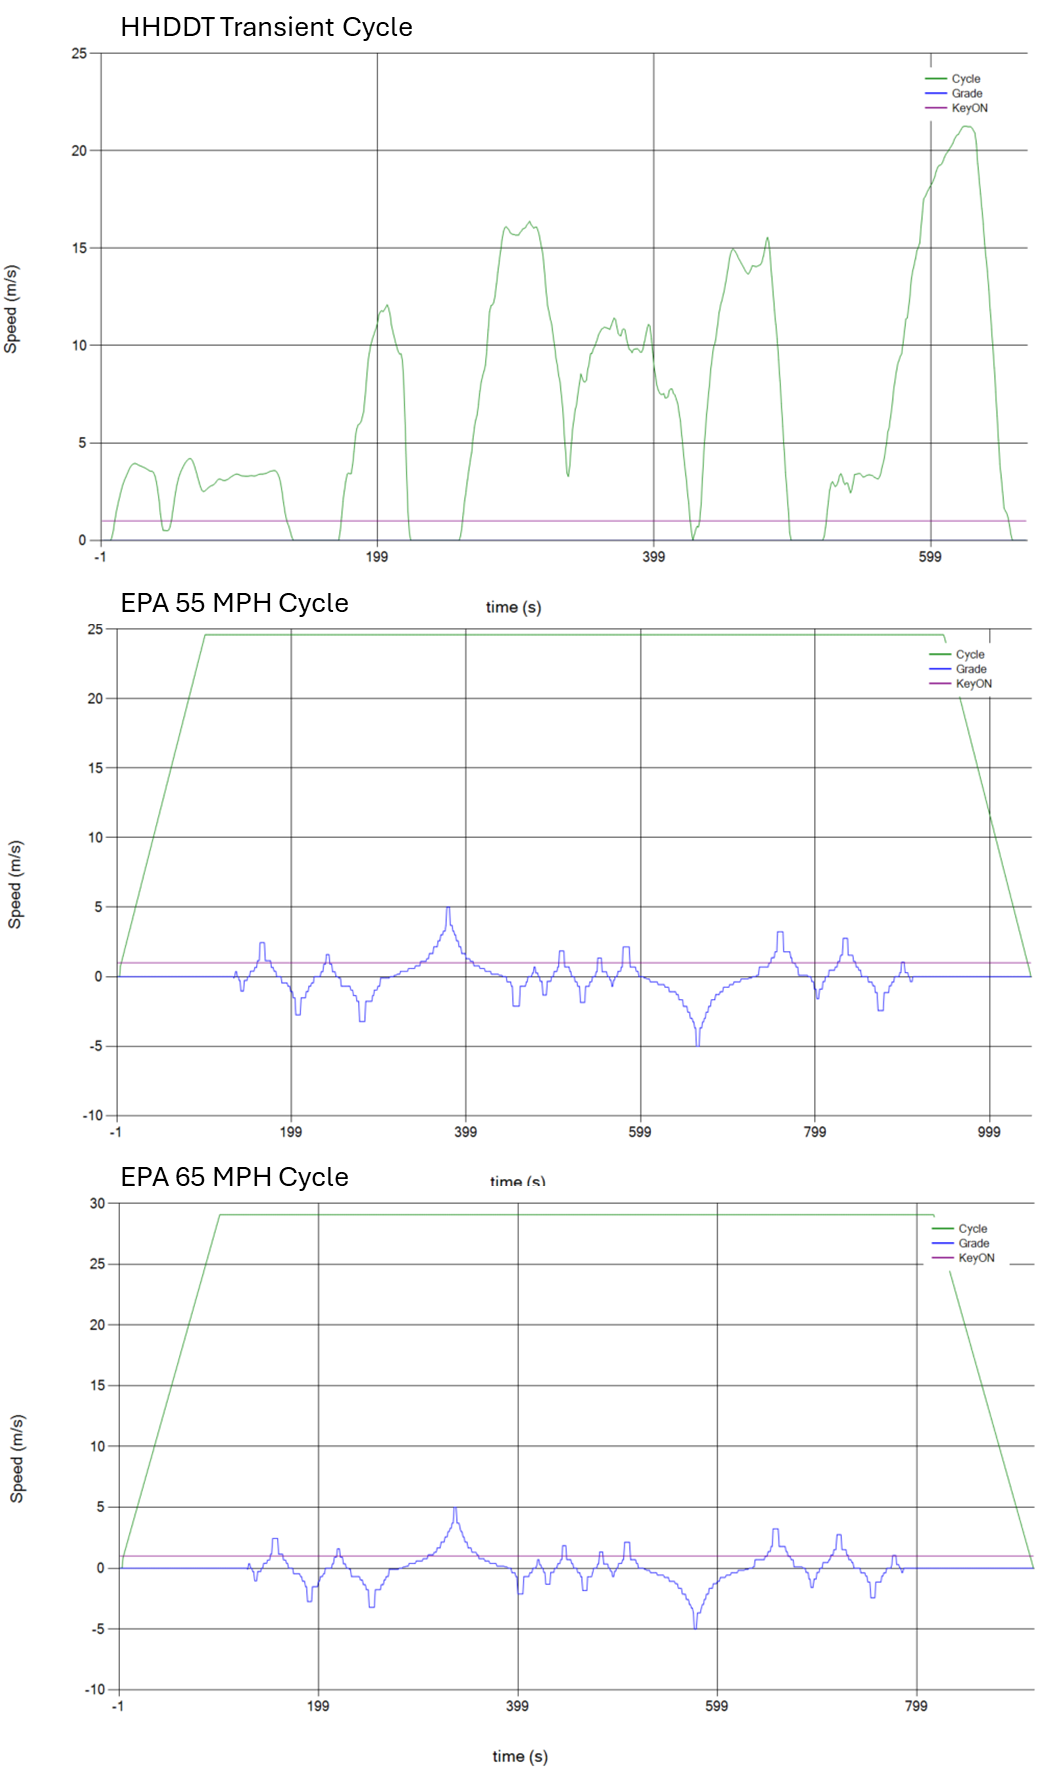 HHDDT Transient Cycle
25
Cycle
Grade
KeyON
20
15
Speed (m/s)
10
5
0
-1 199 399 599
time (s)
EPA 55 MPH Cycle
25
Cycle
Grade
KeyON
20
15
10
Speed (m/s)
5
0
-5
-10
-1 199 399 599 799 999
time (s)
EPA 65 MPH Cycle
30
Cycle
Grade
KeyON
25
20
15
10
Speed (m/s)
5
0
-5
-10
-1 199 399 599 799
time (s)